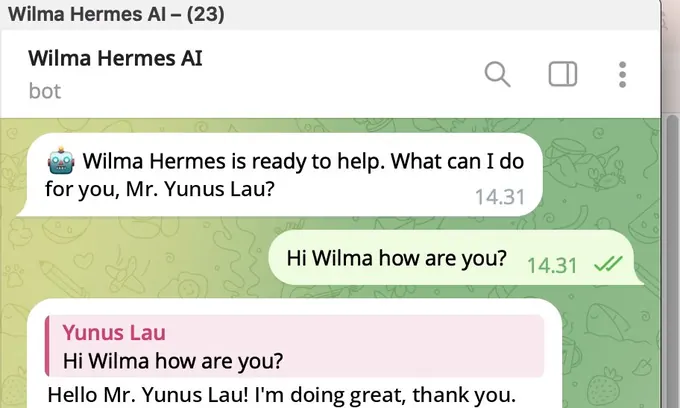 Wilma Hermes AI – (23)
Wilma Hermes AI
bot
🤖 Wilma Hermes is ready to help. What can I do
for you, Mr. Yunus Lau?
14.31
Hi Wilma how are you?
14.31
Yunus Lau
Hi Wilma how are you?
Hello Mr. Yunus Lau! I'm doing great, thank you.